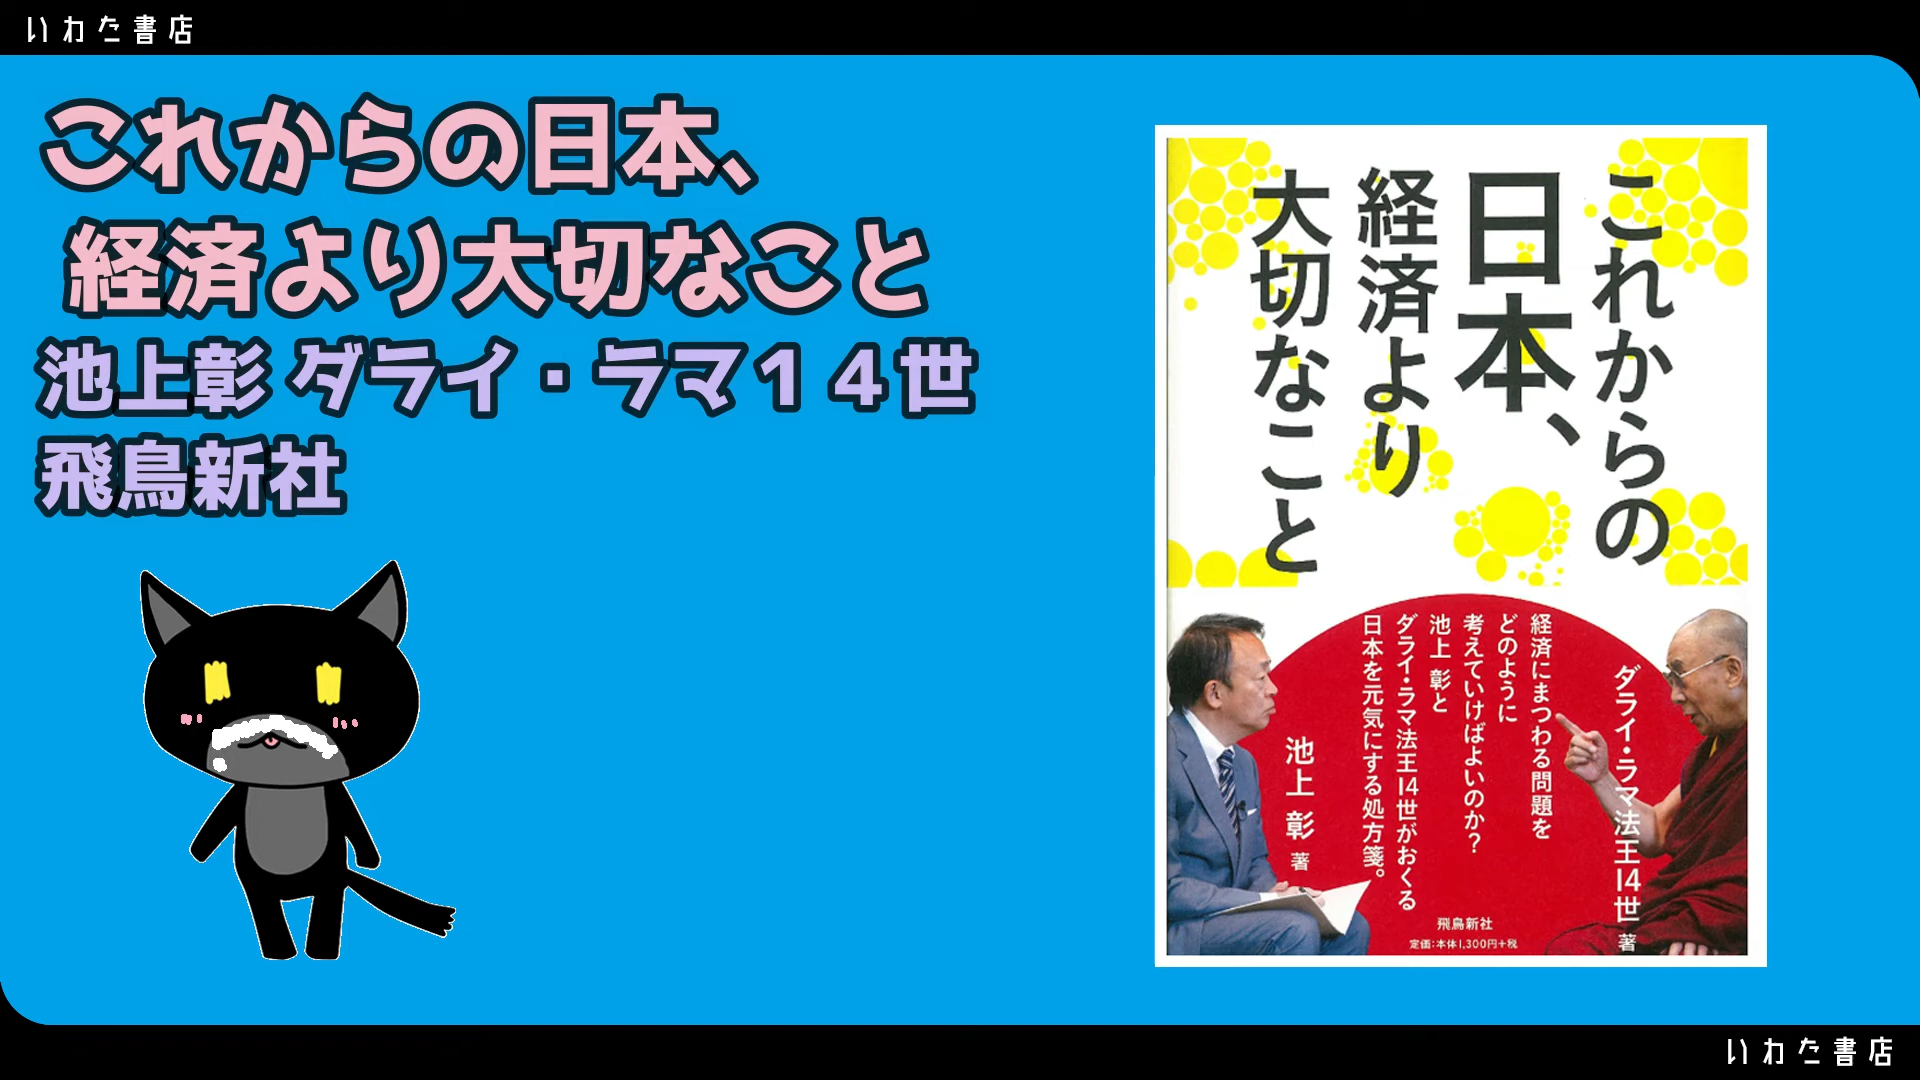 いわた書店
これからの日本、
経済より大切なこと
池上彰 ダライ・ラマ１４世
飛鳥新社
これからの
日本、
経済より
大切なこと
経済にまつわる問題を
どのように
考えていけばよいのか?
池上 彰と
ダライ・ラマ法王14世がおくる
日本を元気にする処方箋。
ダライ・ラマ法王14世 著
池上 彰 著
飛鳥新社
定価:本体1,300円+税
いわた書店